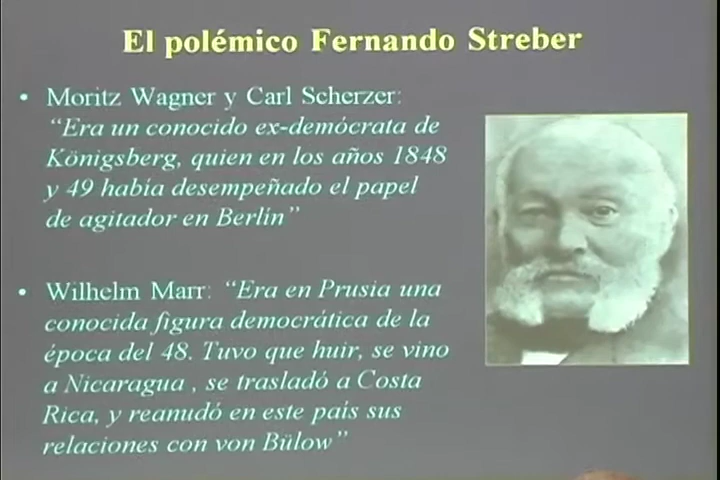 El polémico Fernando Streber
• Moritz Wagner y Carl Scherzer:
“Era un conocido ex-demócrata de
Königsberg, quien en los años 1848
y 49 había desempeñado el papel
de agitador en Berlín”
• Wilhelm Marr: “Era en Prusia una
conocida figura democrática de la
época del 48. Tuvo que huir, se vino
a Nicaragua , se trasladó a Costa
Rica, y reanudó en este país sus
relaciones con von Bülow”